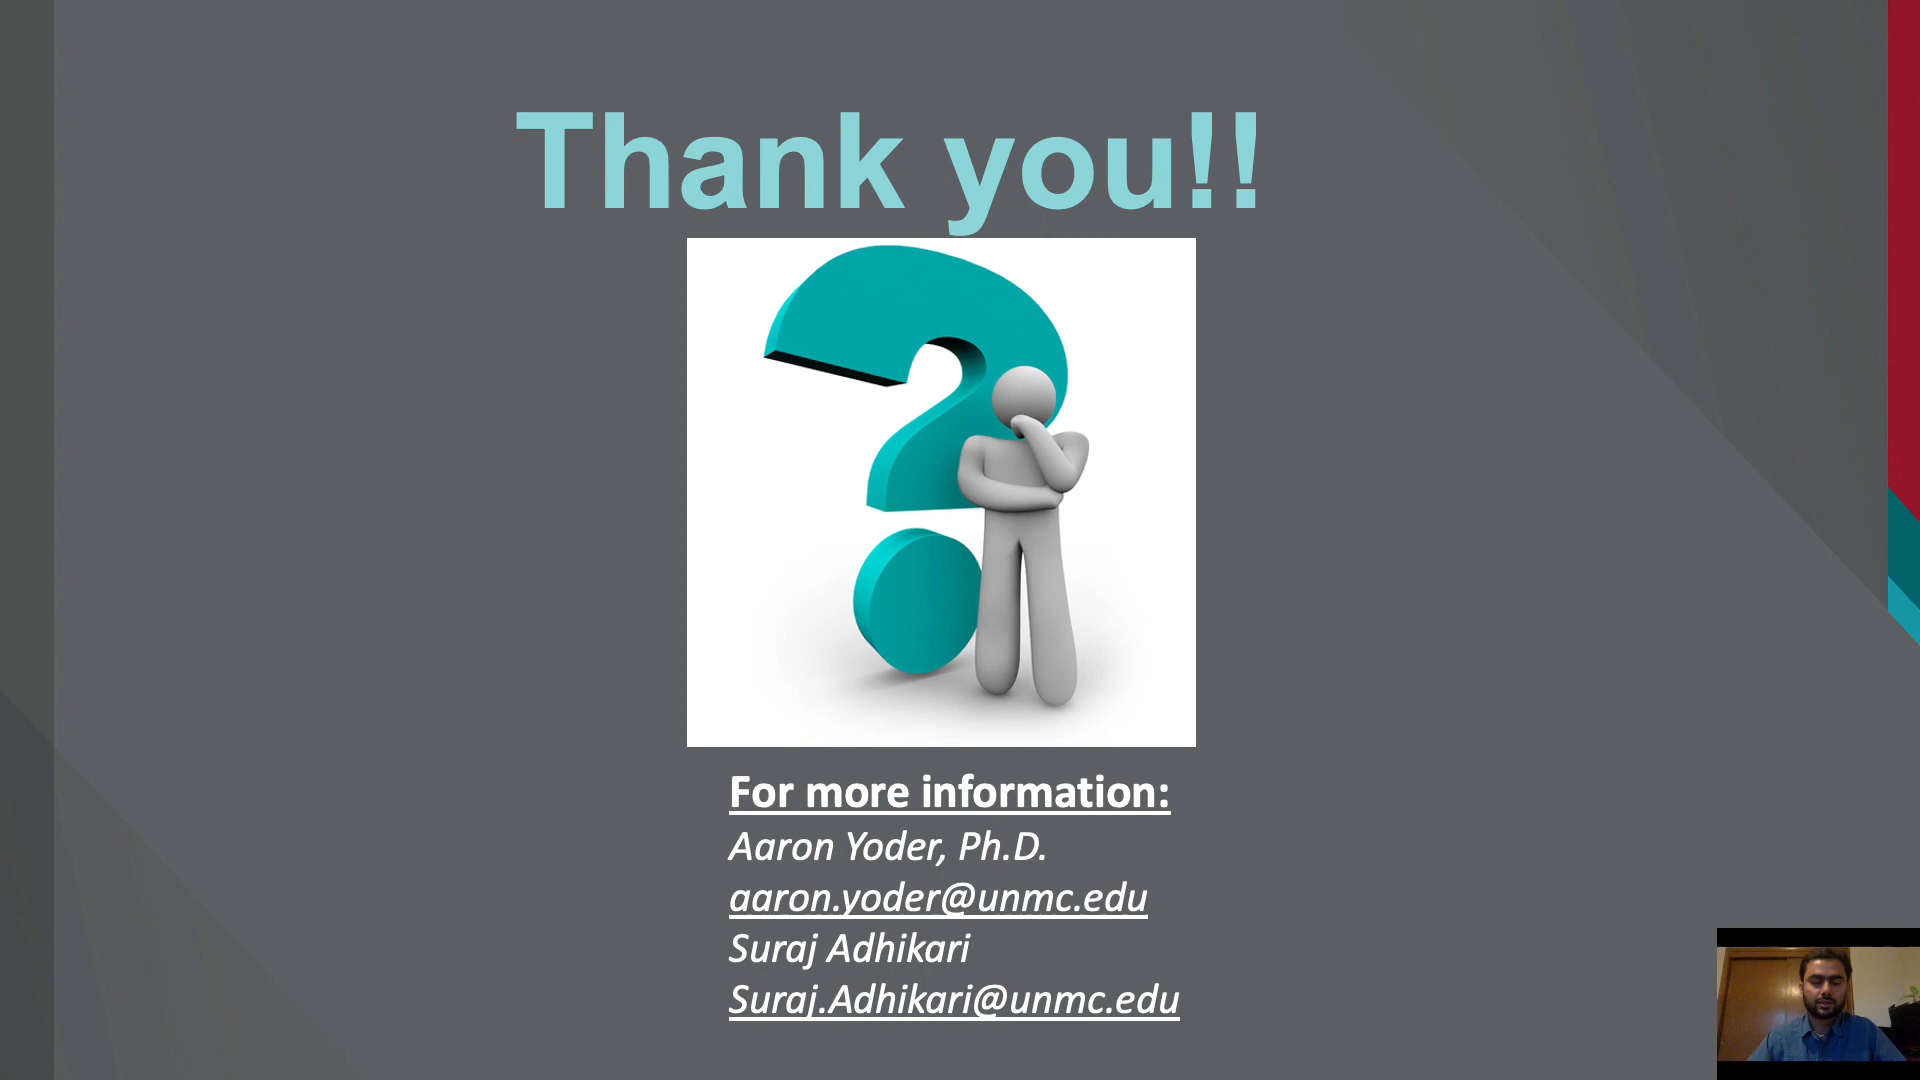 Thank you!!
For more information:
Aaron Yoder, Ph.D.
aaron.yoder@unmc.edu
Suraj Adhikari
Suraj.Adhikari@unmc.edu